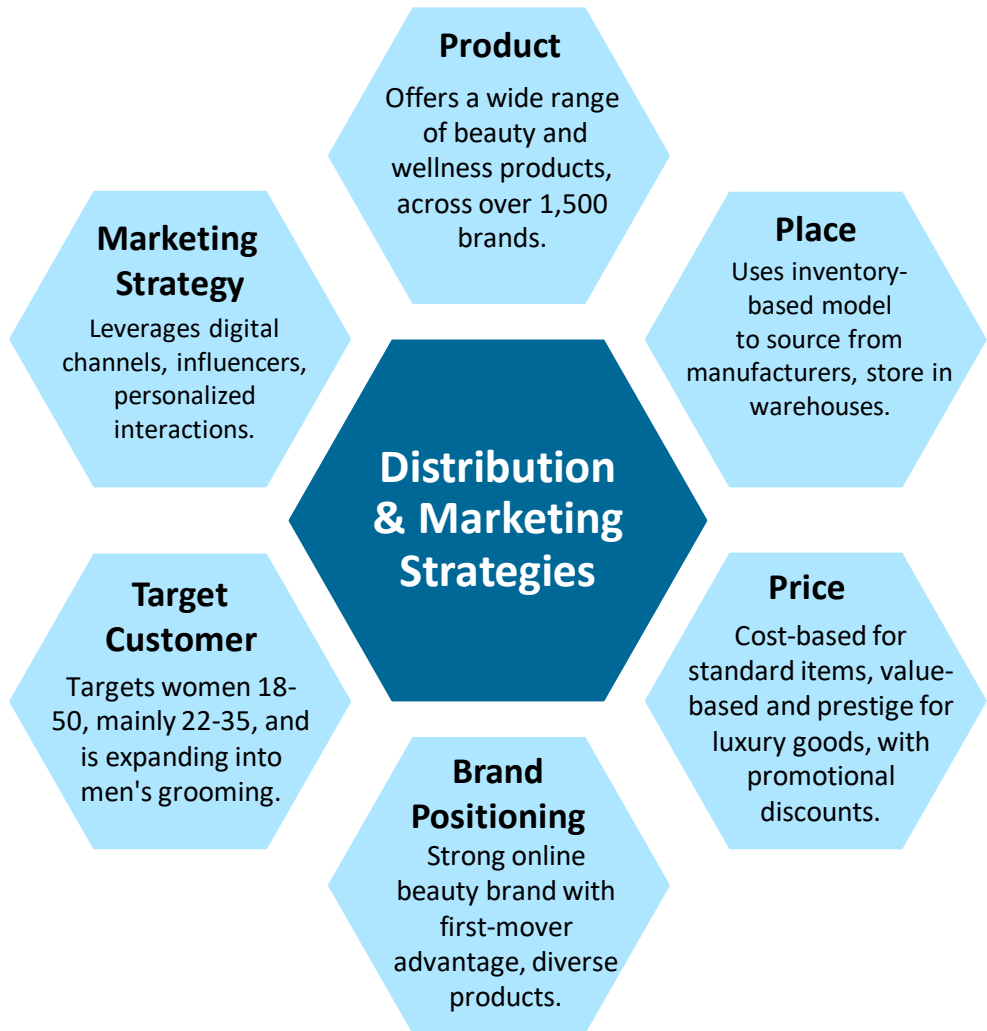 Product
Offers a wide range
of beauty and
wellness products,
across over 1,500
brands.
Marketing
Strategy
Leverages digital
channels, influencers,
personalized
interactions.
Place
Uses inventory-
based model
to source from
manufacturers, store in
warehouses.
Distribution
& Marketing
Strategies
Target
Customer
Targets women 18-
50, mainly 22-35, and
is expanding into
men's grooming.
Price
Cost-based for
standard items, value-
based and prestige for
luxury goods, with
promotional
discounts.
Brand
Positioning
Strong online
beauty brand with
first-mover
advantage, diverse
products.